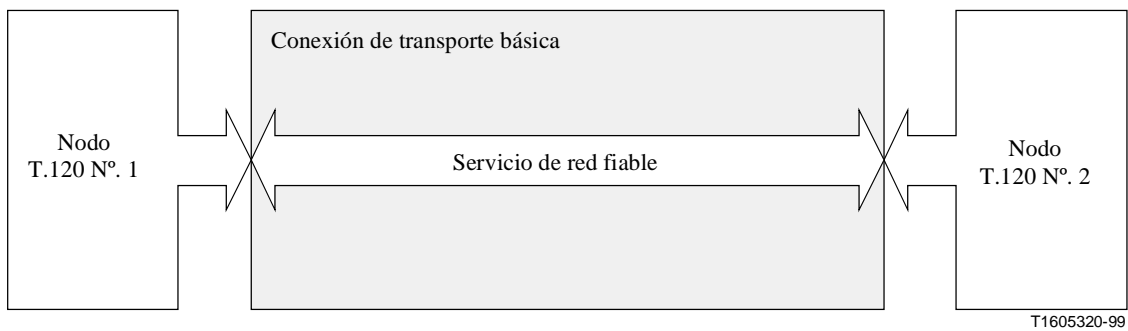 Conexión de transporte básica
Nodo
T.120 Nº. 1
Servicio de red fiable
Nodo
T.120 Nº. 2
T1605320-99